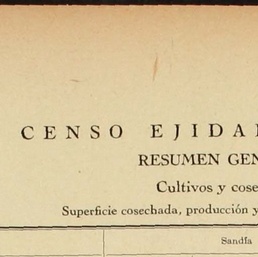 CENSO EJIDA
RESUMEN GEN
Cultivos y cose
Superficie cosechada, producción y
Sandía